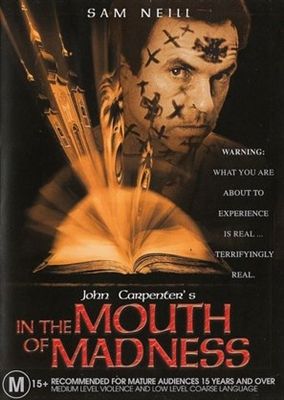 SAM NEILL
WARNING:
WHAT YOU ARE
ABOUT TO
EXPERIENCE
IS REAL ...
TERRIFYINGLY
REAL.
John Carpenter's
IN THE MOUTH
OF MADNESS
M 15+ RECOMMENDED FOR MATURE AUDIENCES 15 YEARS AND OVER
MEDIUM LEVEL VIOLENCE AND LOW LEVEL COARSE LANGUAGE